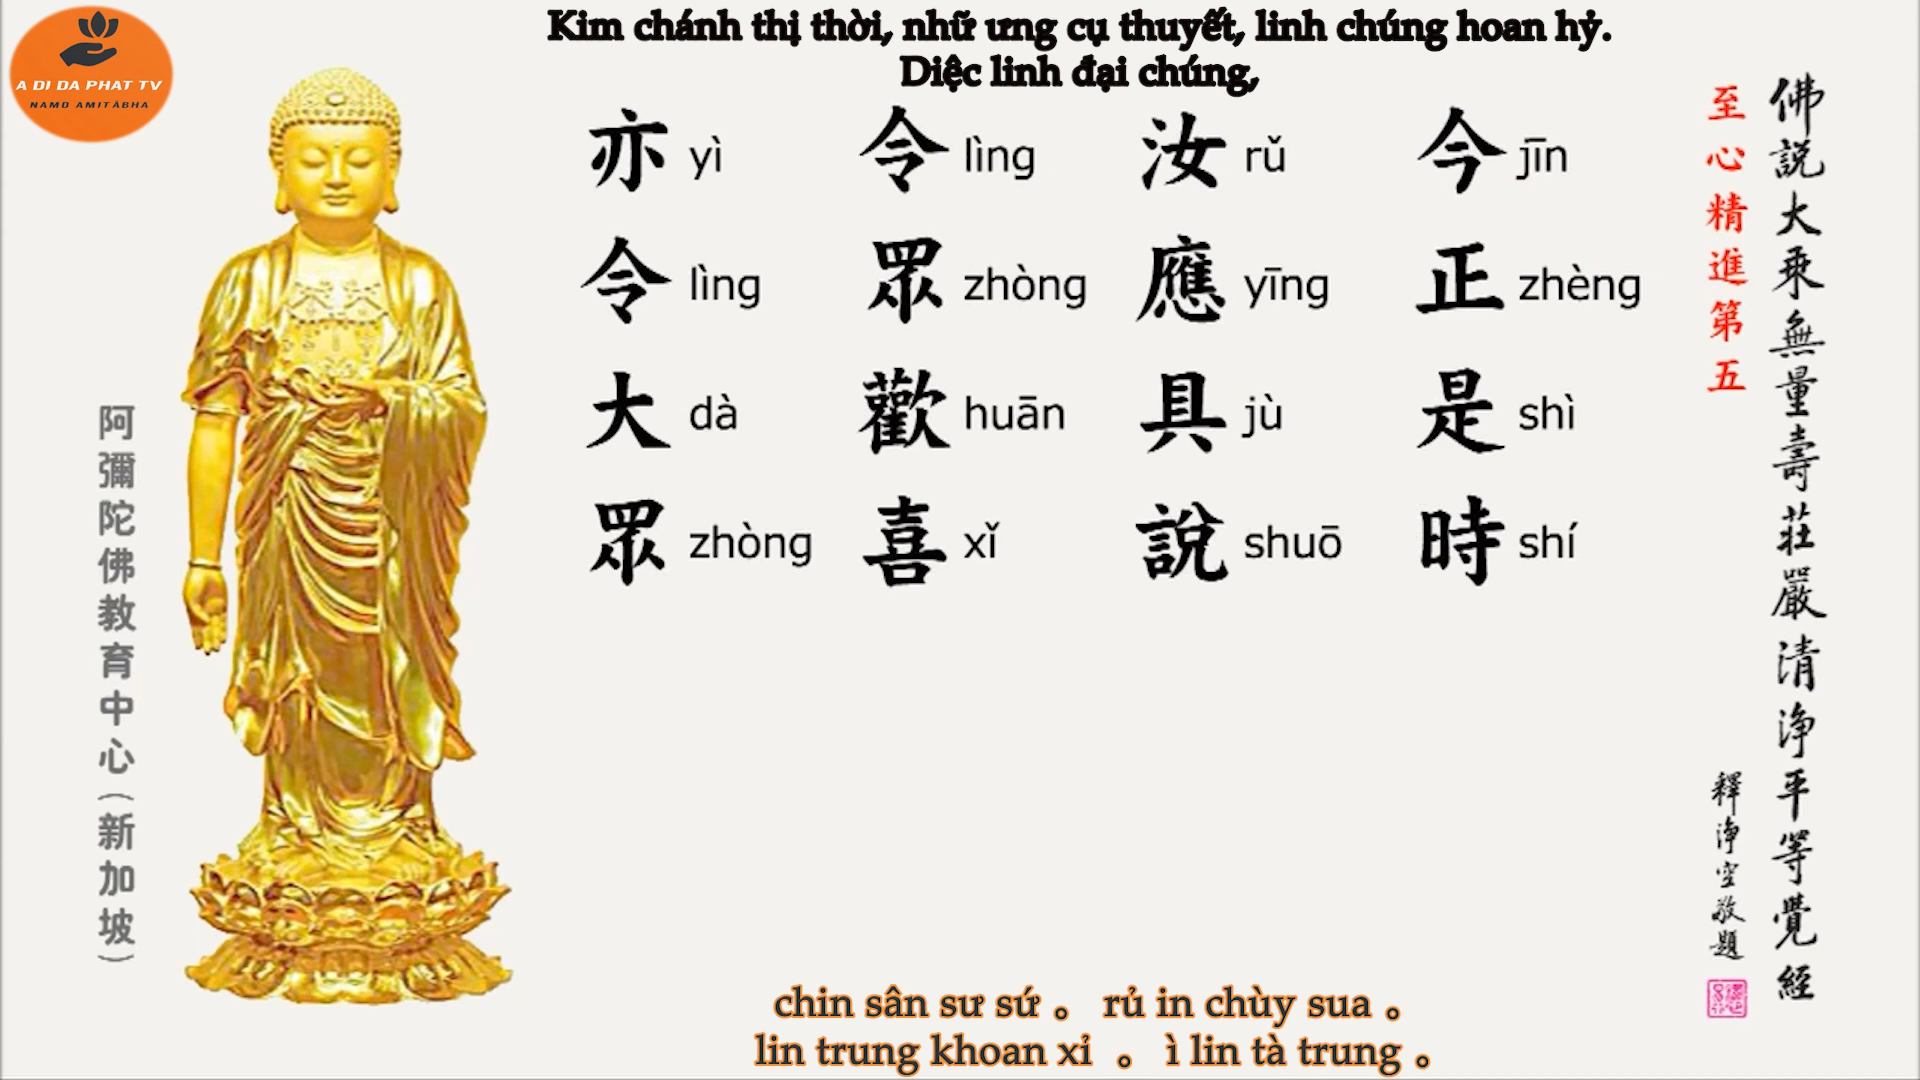 A DI DA PHAT TV
NAMO AMITÀBHA
Kim chánh thị thời, nhữ ưng cụ thuyết, linh chúng hoan hỷ.
Diệc linh đại chúng,
佛説大乘無量壽莊嚴清淨平等覺經
至心精進第五
釋淨空敬題
今 jīn
正 zhèng
是 shì
時 shí
汝 rǔ
應 yīng
具 jù
說 shuō
令 lìng
眾 zhòng
歡 huān
喜 xǐ
亦 yì
令 lìng
大 dà
眾 zhòng
阿彌陀佛教育中心(新加坡)
chin sân sư sứ 。 rủ in chùy sua 。
lin trung khoan xỉ 。 ì lin tà trung 。